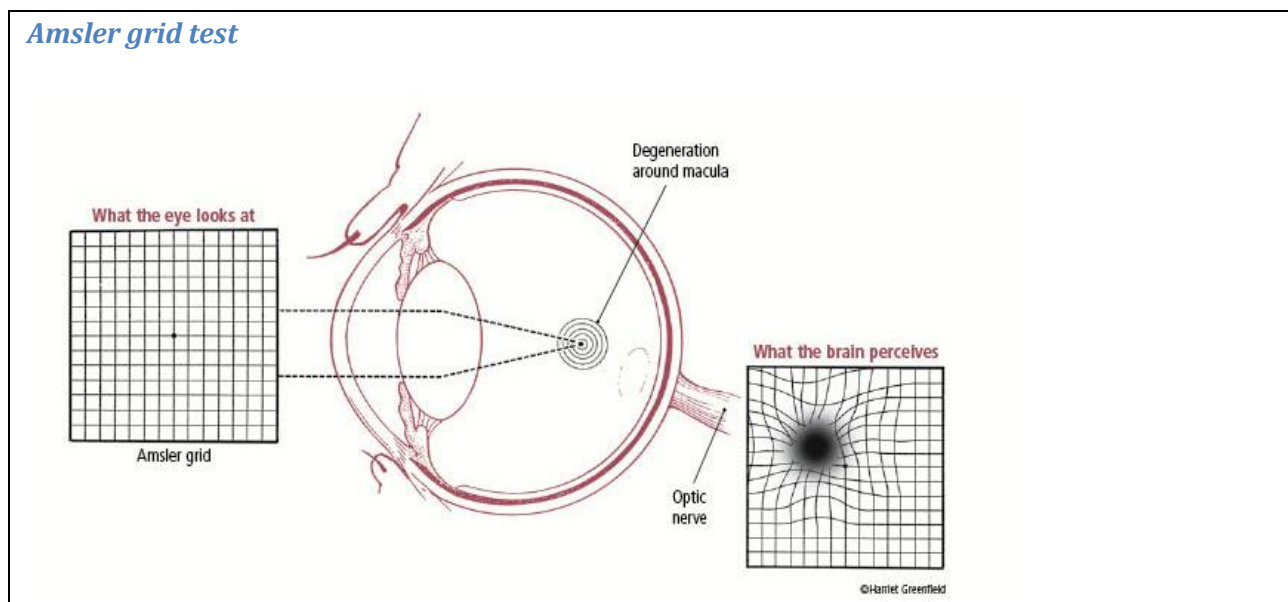 Amsler grid test
Degeneration
around macula
What the eye looks at
Amsler grid
What the brain perceives
Optic
nerve
©Harriet Greenfield